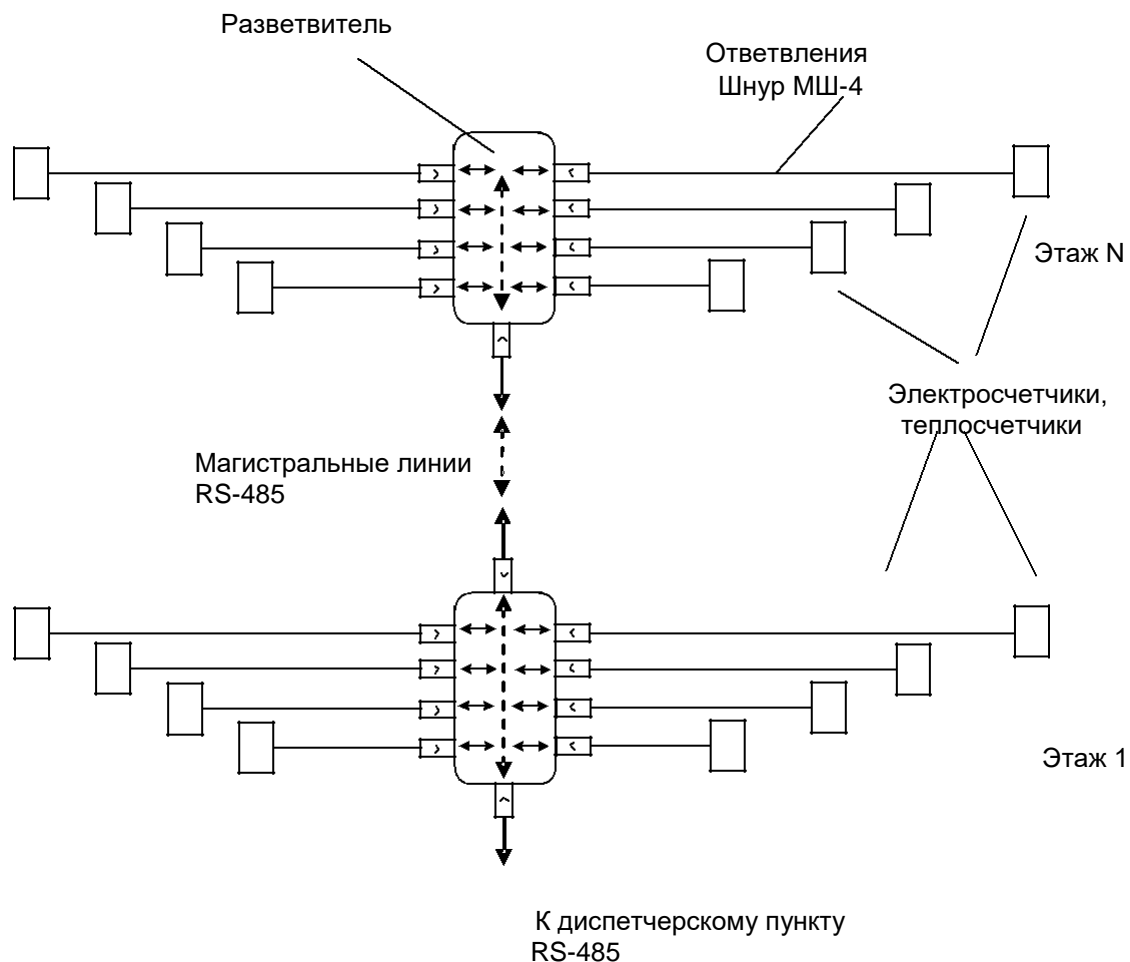 Разветвитель
Ответвления
Шнур МШ-4
Этаж N
Электросчетчики,
теплосчетчики
Магистральные линии
RS-485
Этаж 1
К диспетчерскому пункту
RS-485